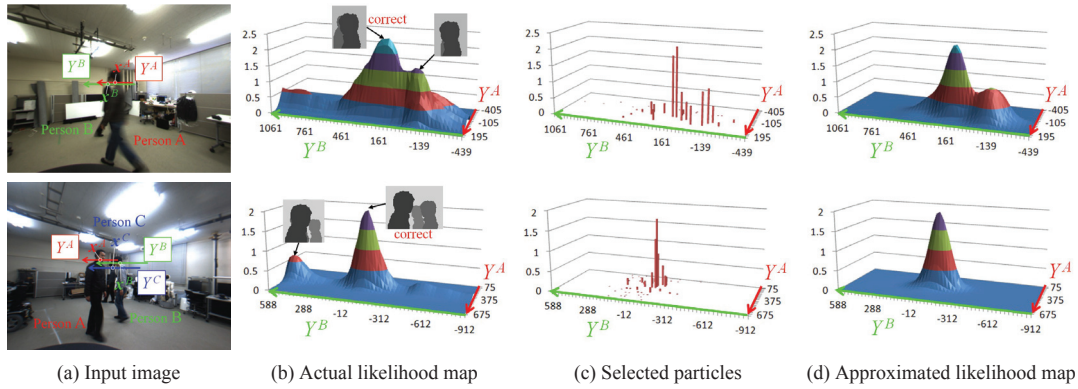 Y^B
x^A
Y^A
x^B
Person B
Person A
2.5
2
1.5
1
0.5
0
correct
Y^A
-405
-105
195
1061 761 461 161 -139 -439
Y^B
2.5
2
1.5
1
0.5
0
Y^A
-405
-105
195
1061 761 461 161 -139 -439
Y^B
2.5
2
1.5
1
0.5
0
Y^A
-405
-105
195
1061 761 461 161 -139 -439
Y^B
Person C
Y^A
x^A
x^C
Y^B
x^B
Y^C
Person A
Person B
2
1.5
1
0.5
0
correct
Y^A
75
375
675
588 288 -12 -312 -612 -912
Y^B
2
1.5
1
0.5
0
Y^A
75
375
675
588 288 -12 -312 -612 -912
Y^B
2
1.5
1
0.5
0
Y^A
75
375
675
588 288 -12 -312 -612 -912
Y^B
(a) Input image
(b) Actual likelihood map
(c) Selected particles
(d) Approximated likelihood map